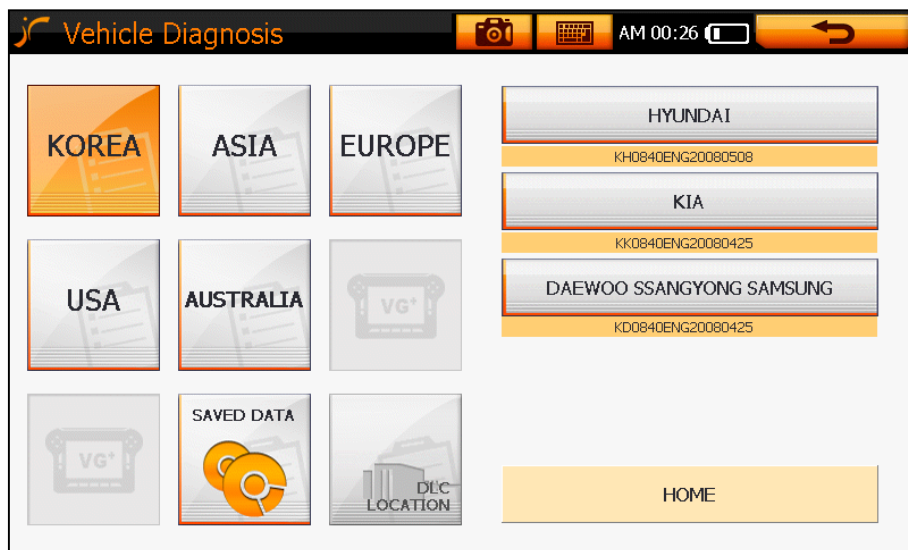 Vehicle Diagnosis
AM 00:26
KOREA
ASIA
EUROPE
USA
AUSTRALIA
VG+
VG+
SAVED DATA
DLC
LOCATION
HYUNDAI
KH0840ENG20080508
KIA
KK0840ENG20080425
DAEWOO SSANGYONG SAMSUNG
KD0840ENG20080425
HOME